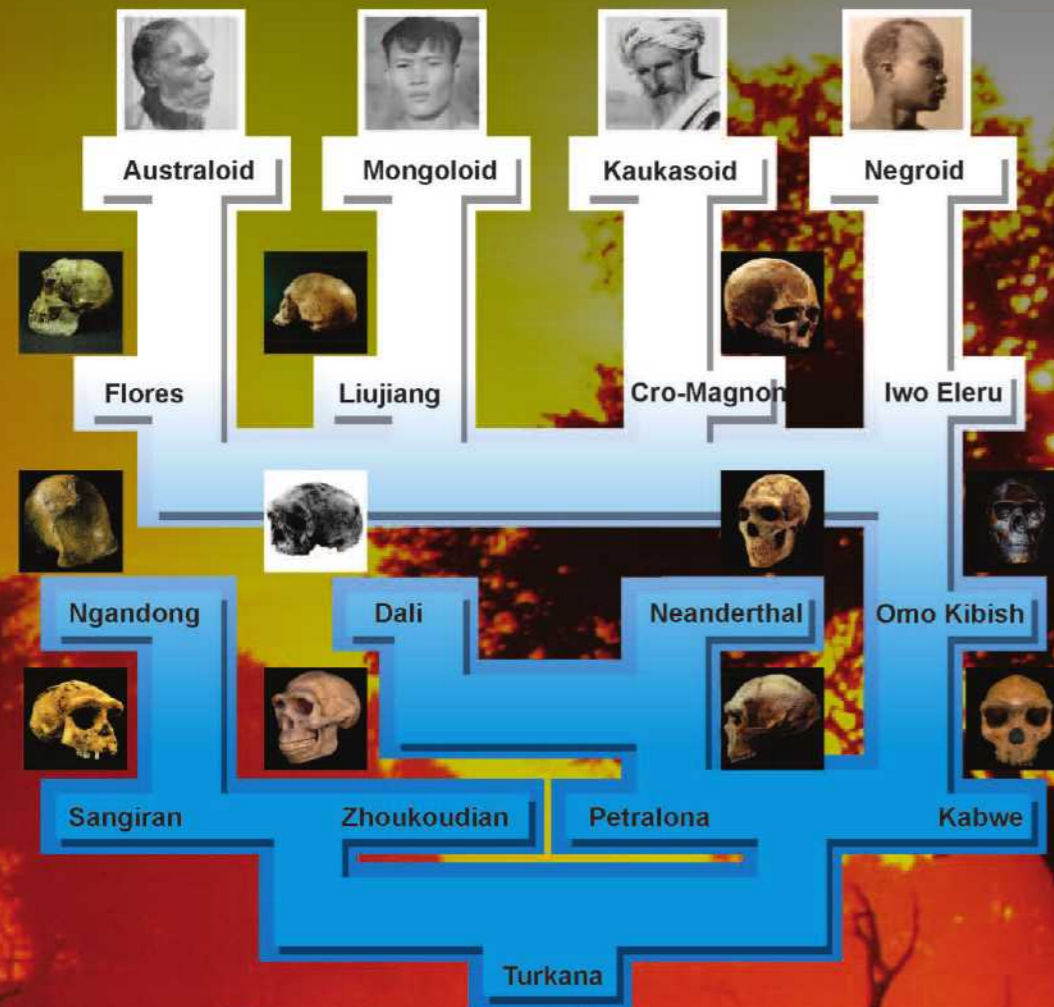 Australoid Mongoloid Kaukasoid Negroid
Flores Liujiang Cro-Magnon Iwo Eleru
Ngandong Dali Neanderthal Omo Kibish
Sangiran Zhoukoudian Petralona Kabwe
Turkana